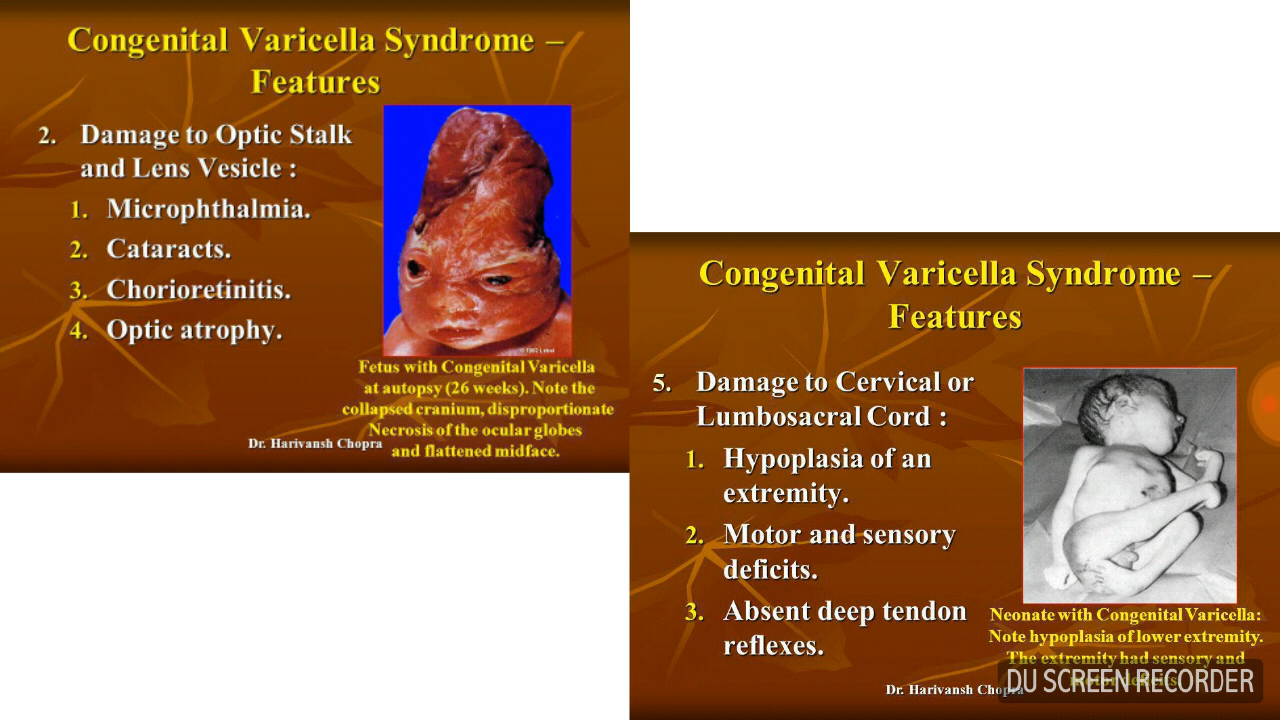 Congenital Varicella Syndrome –
Features
2. Damage to Optic Stalk
and Lens Vesicle :
1. Microphthalmia.
2. Cataracts.
3. Chorioretinitis.
4. Optic atrophy.
Fetus with Congenital Varicella
at autopsy (26 weeks). Note the
collapsed cranium, disproportionate
Necrosis of the ocular globes
and flattened midface.
Dr. Harivansh Chopra
Congenital Varicella Syndrome –
Features
5. Damage to Cervical or
Lumbosacral Cord :
1. Hypoplasia of an
extremity.
2. Motor and sensory
deficits.
3. Absent deep tendon
reflexes.
Neonate with Congenital Varicella:
Note hypoplasia of lower extremity.
The extremity had sensory and
Dr. Harivansh Chopra
DU SCREEN RECORDER